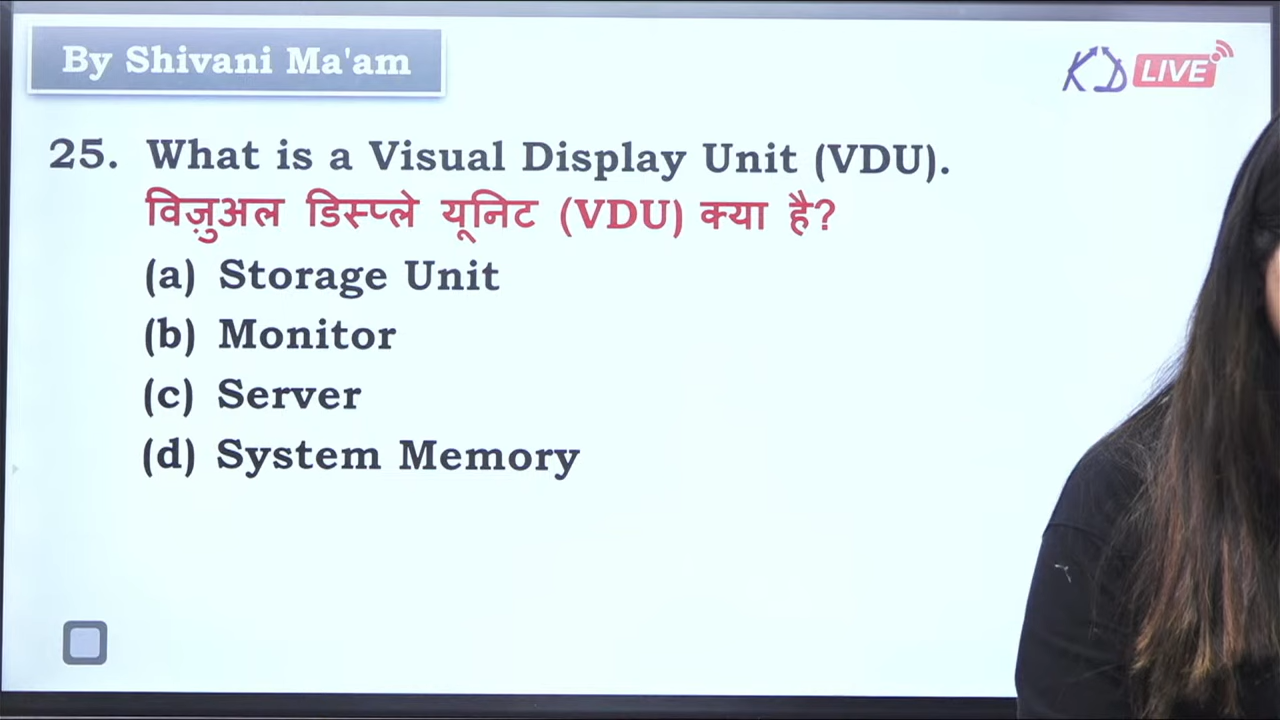 By Shivani Ma'am
KD LIVE
25. What is a Visual Display Unit (VDU).
विज़ुअल डिस्प्ले यूनिट (VDU) क्या है?
(a) Storage Unit
(b) Monitor
(c) Server
(d) System Memory